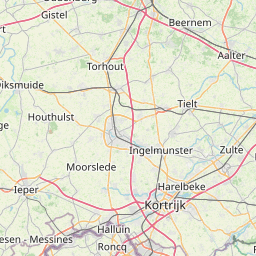 Gistel
Beernem
Torhout
Aalter
Diksmuide
Tielt
Houthulst
Ingelmunster
Zulte
Moorslede
Ieper
Harelbeke
Kortrijk
Halluin
Messines
Roncq